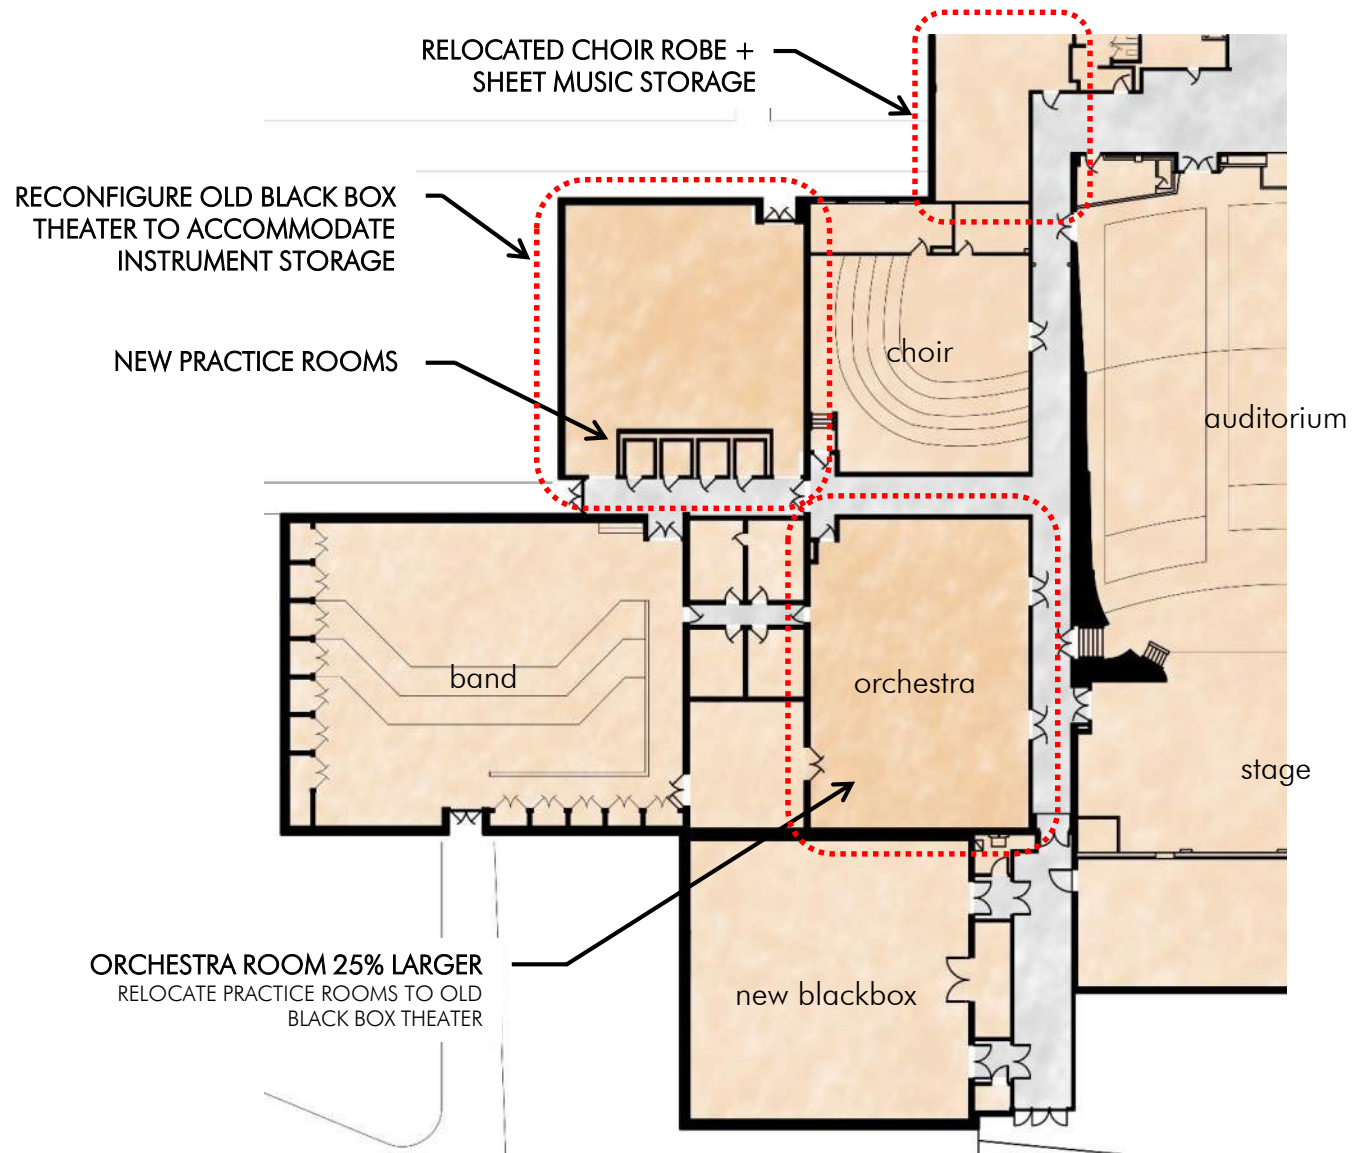 RELOCATED CHOIR ROBE +
SHEET MUSIC STORAGE
RECONFIGURE OLD BLACK BOX
THEATER TO ACCOMMODATE
INSTRUMENT STORAGE
NEW PRACTICE ROOMS
choir
auditorium
band
orchestra
stage
ORCHESTRA ROOM 25% LARGER
RELOCATE PRACTICE ROOMS TO OLD
BLACK BOX THEATER
new blackbox